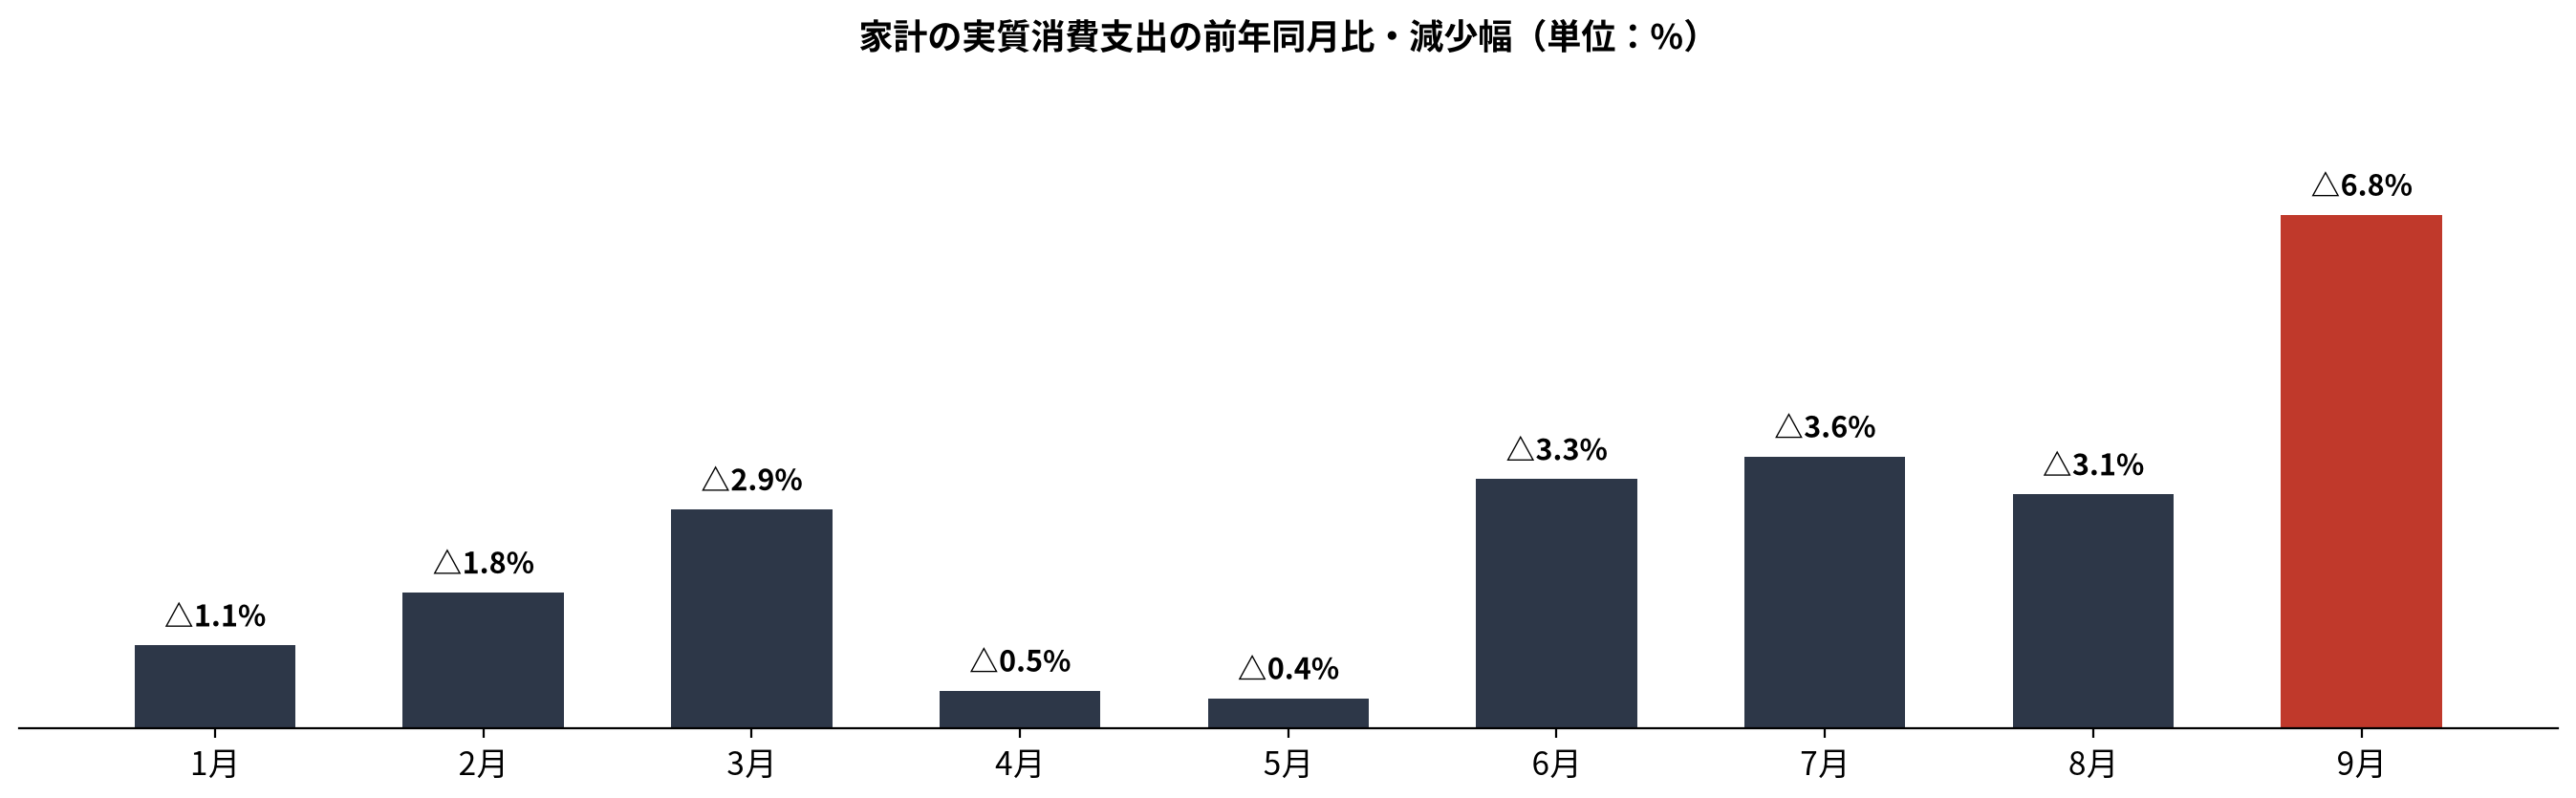 家計の実質消費支出の前年同月比・減少幅（単位：%）
△1.1%
△1.8%
△2.9%
△0.5%
△0.4%
△3.3%
△3.6%
△3.1%
△6.8%
1月
2月
3月
4月
5月
6月
7月
8月
9月